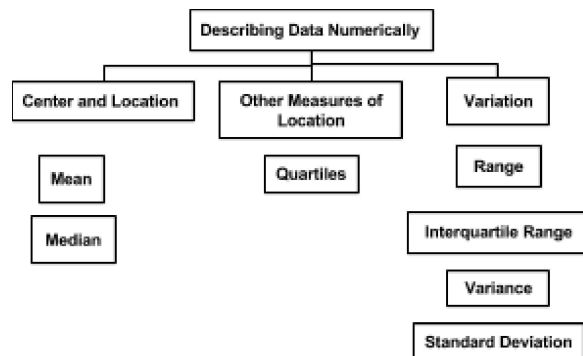 Describing Data Numerically
Center and Location
Other Measures of
Location
Variation
Mean
Quartiles
Range
Median
Interquartile Range
Variance
Standard Deviation